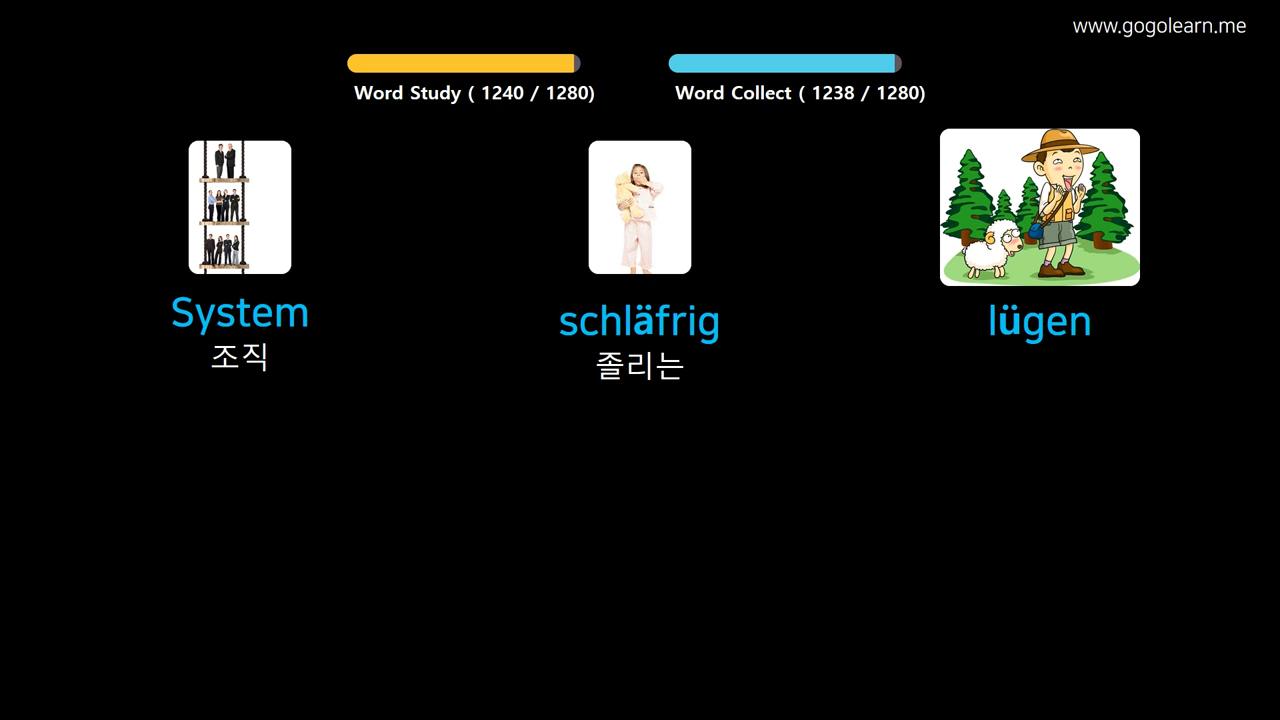 www.gogolearn.me
Word Study ( 1240 / 1280)
Word Collect ( 1238 / 1280)
System
조직
schläfrig
졸리는
lügen